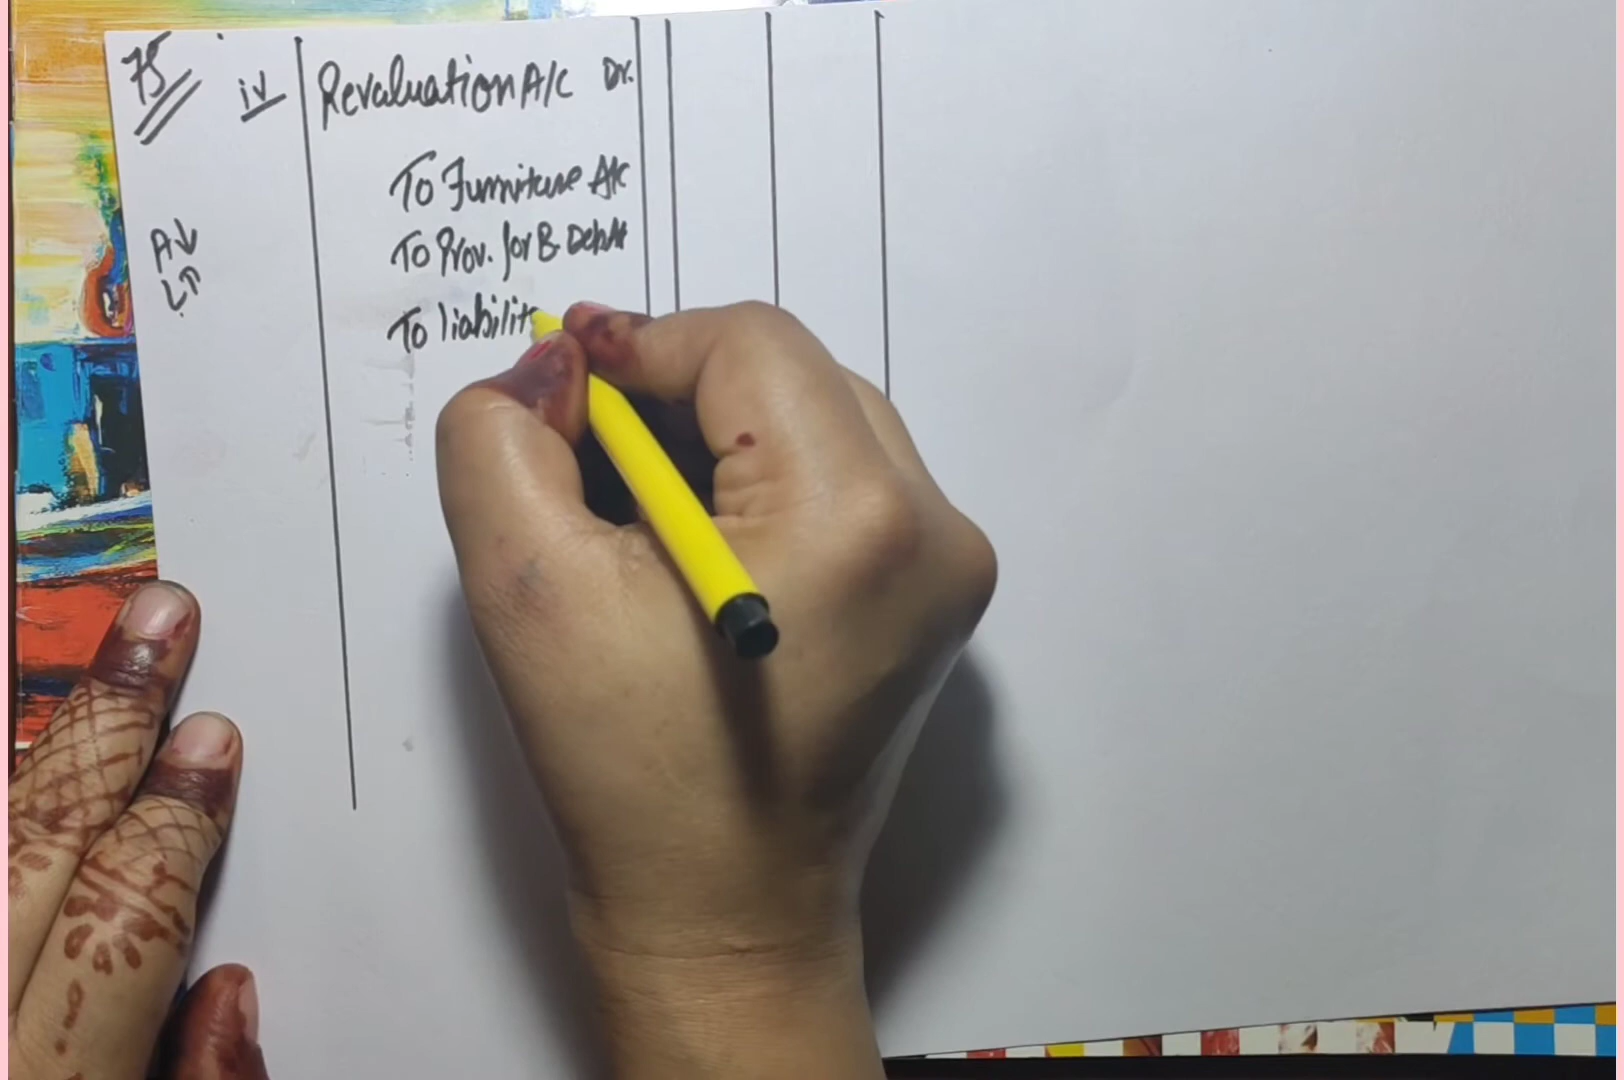 75
iv Revaluation A/c Dr.
To Furniture A/c
To Prov. for B. Debts
A↓
L↑
To liabilit